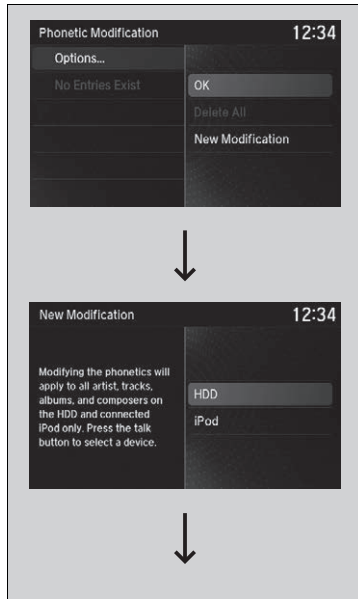 Phonetic Modification 12:34
Options...
No Entries Exist
OK
Delete All
New Modification
New Modification 12:34
Modifying the phonetics will
apply to all artist, tracks,
albums, and composers on
the HDD and connected
iPod only. Press the talk
button to select a device.
HDD
iPod